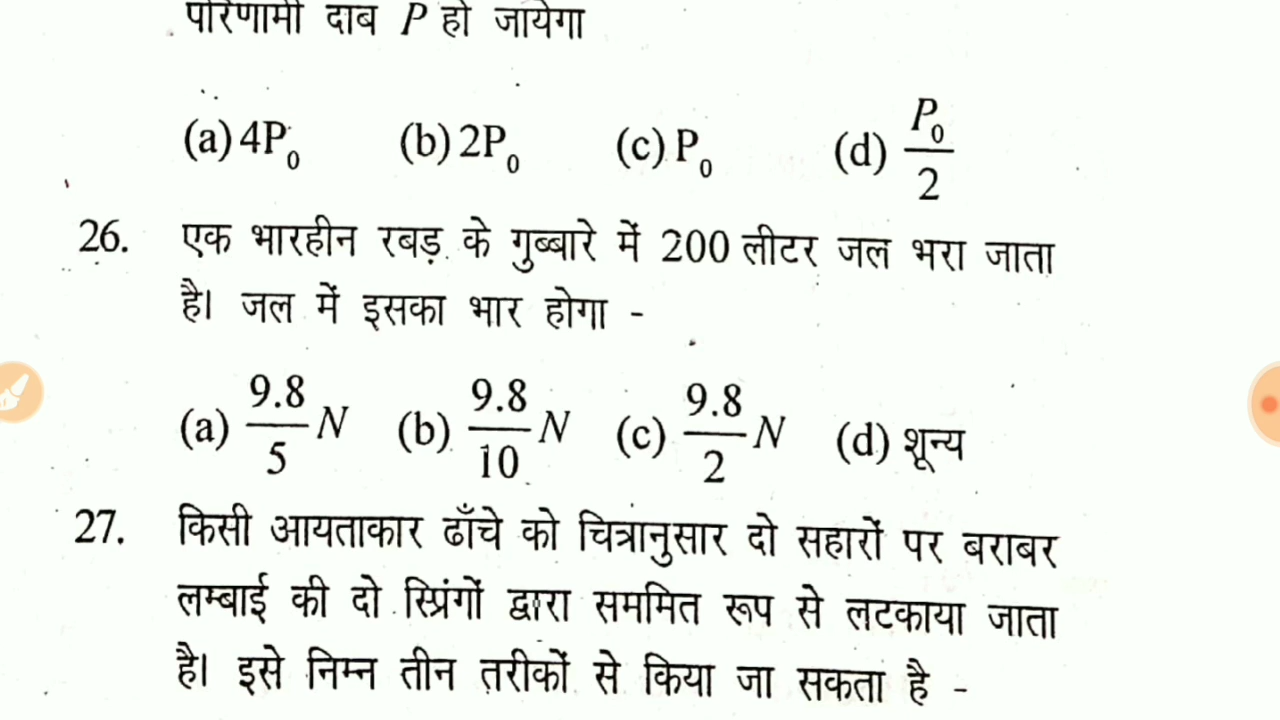 परिणामी दाब P हो जायेगा
(a) 4P₀ (b) 2P₀ (c) P₀ (d) P₀/2
26. एक भारहीन रबड़ के गुब्बारे में 200 लीटर जल भरा जाता
है। जल में इसका भार होगा -
(a) 9.8/5 N (b) 9.8/10 N (c) 9.8/2 N (d) शून्य
27. किसी आयताकार ढाँचे को चित्रानुसार दो सहारों पर बराबर
लम्बाई की दो स्प्रिंगों द्वारा सममित रूप से लटकाया जाता
है। इसे निम्न तीन तरीकों से किया जा सकता है -